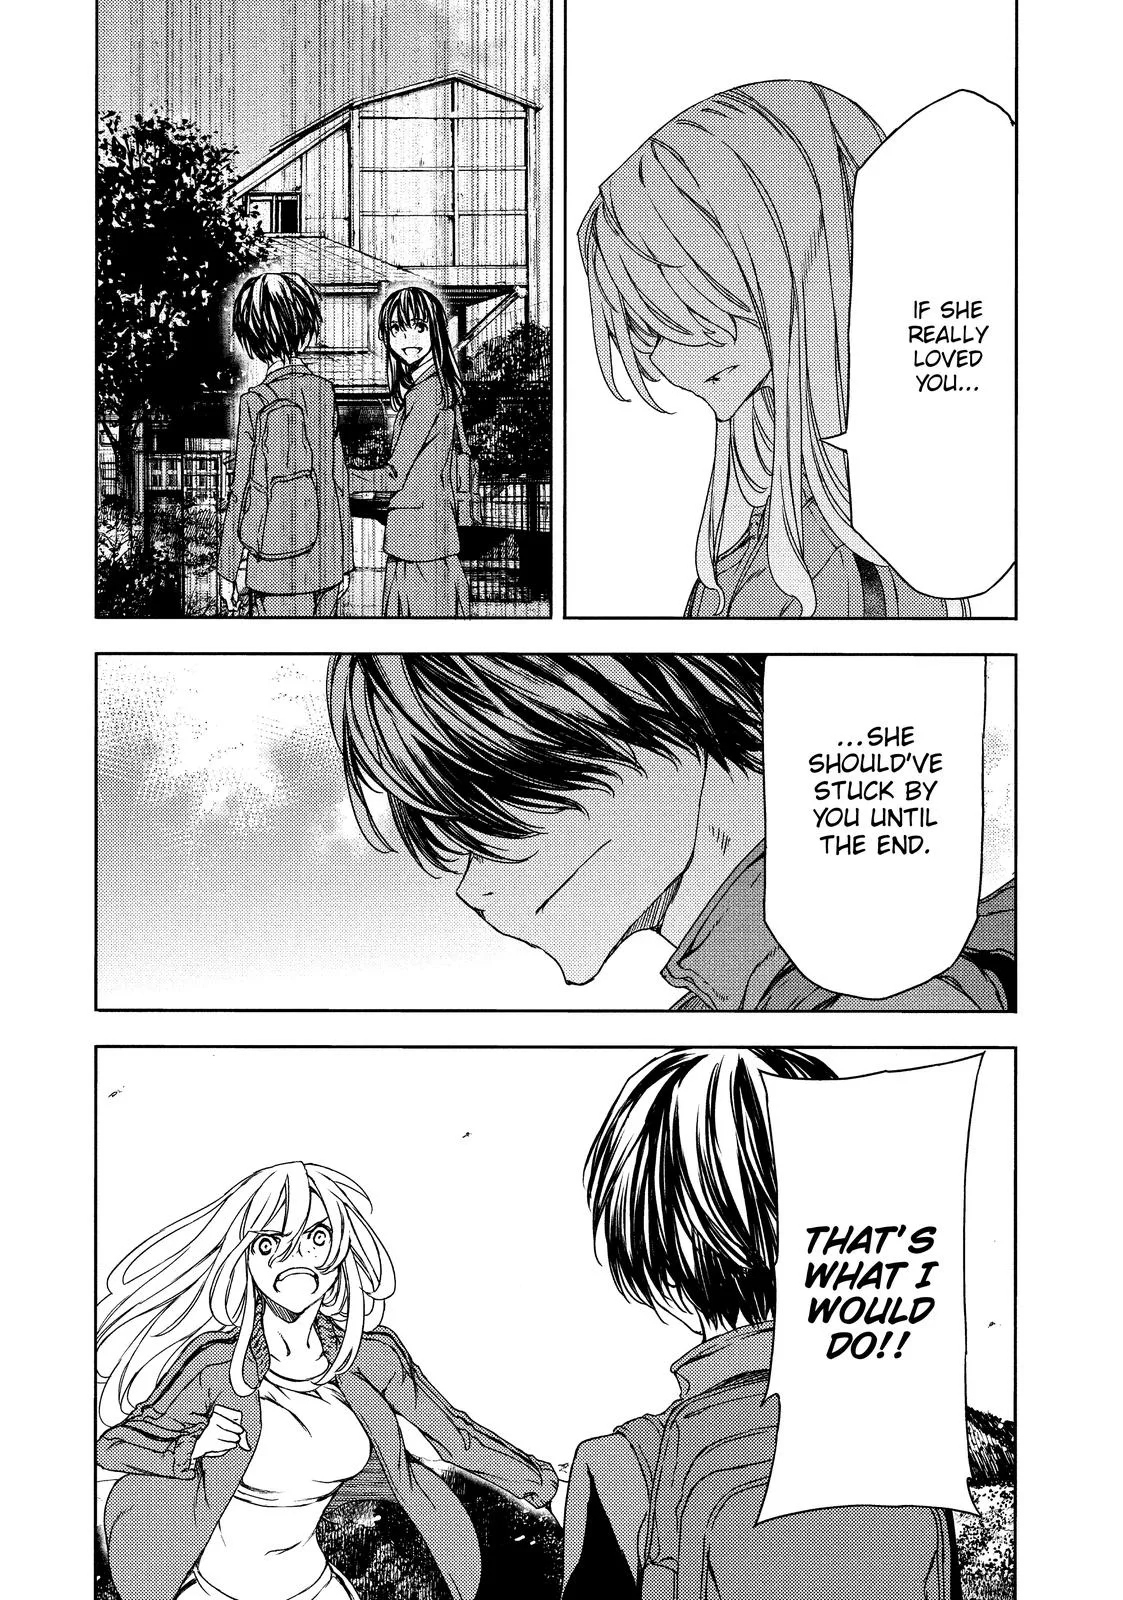 IF SHE
REALLY
LOVED
YOU...
...SHE
SHOULD'VE
STUCK BY
YOU UNTIL
THE END.
THAT'S
WHAT I
WOULD
DO!!